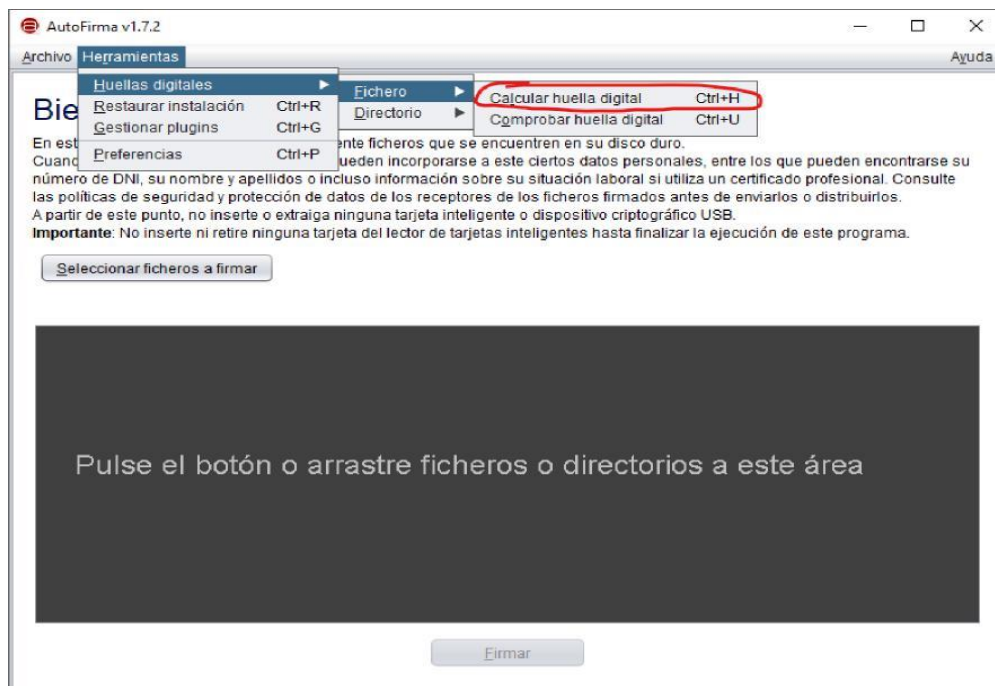 AutoFirma v1.7.2
Archivo Herramientas Ayuda
Huellas digitales
Restaurar instalación Ctrl+R
Gestionar plugins Ctrl+G
Preferencias Ctrl+P
Fichero
Directorio
Calcular huella digital Ctrl+H
Comprobar huella digital Ctrl+U
Bie
En est nte ficheros que se encuentren en su disco duro.
Cuand ueden incorporarse a este ciertos datos personales, entre los que pueden encontrarse su
número de DNI, su nombre y apellidos o incluso información sobre su situación laboral si utiliza un certificado profesional. Consulte
las políticas de seguridad y protección de datos de los receptores de los ficheros firmados antes de enviarlos o distribuirlos.
A partir de este punto, no inserte o extraiga ninguna tarjeta inteligente o dispositivo criptográfico USB.
Importante: No inserte ni retire ninguna tarjeta del lector de tarjetas inteligentes hasta finalizar la ejecución de este programa.
Seleccionar ficheros a firmar
Pulse el botón o arrastre ficheros o directorios a este área
Firmar